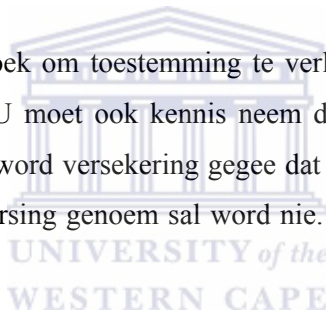 oek om toestemming te verk
U moet ook kennis neem d
word versekering gegee dat
rsing genoem sal word nie.
UNIVERSITY of the
WESTERN CAPE